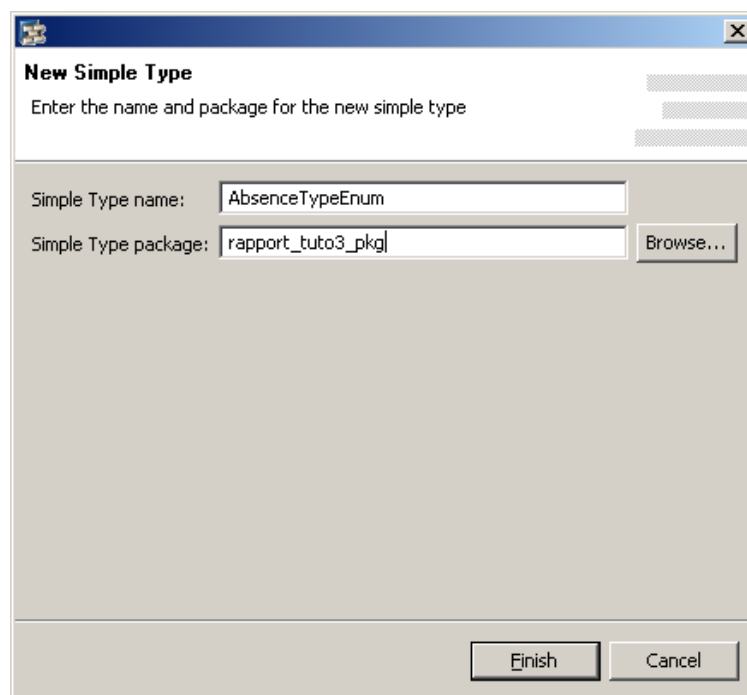 New Simple Type
Enter the name and package for the new simple type
Simple Type name: AbsenceTypeEnum
Simple Type package: rapport_tuto3_pkg Browse...
Finish Cancel